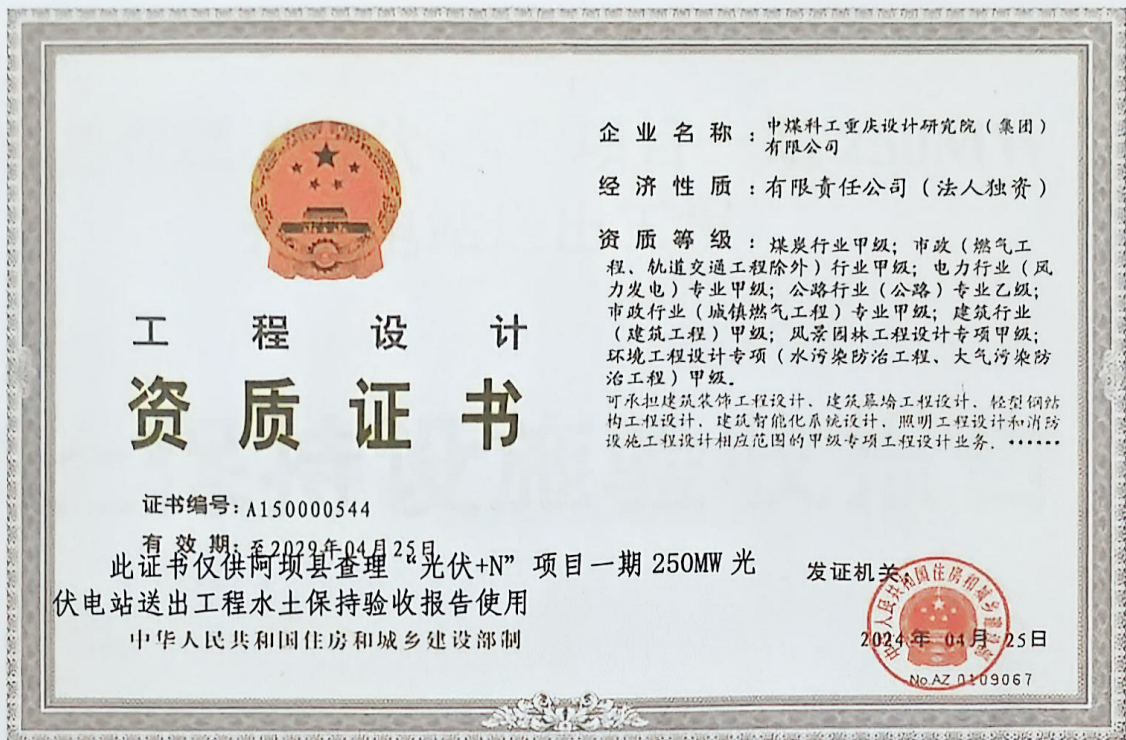 工程设计
资质证书
证书编号:A150000544
有效期:至2029年04月25日
此证书仅供阿坝县查理“光伏+N”项目一期250MW光
伏电站送出工程水土保持验收报告使用
中华人民共和国住房和城乡建设部制
企业名称:中煤科工重庆设计研究院(集团)
有限公司
经济性质:有限责任公司(法人独资)
资质等级:煤炭行业甲级;市政(燃气工
程、轨道交通工程除外)行业甲级;电力行业(风
力发电)专业甲级;公路行业(公路)专业乙级;
市政行业(城镇燃气工程)专业甲级;建筑行业
(建筑工程)甲级;风景园林工程设计专项甲级;
环境工程设计专项(水污染防治工程、大气污染防
治工程)甲级.
可承担建筑装饰工程设计、建筑幕墙工程设计、轻型钢结
构工程设计、建筑智能化系统设计、照明工程设计和消防
设施工程设计相应范围的甲级专项工程设计业务.······
发证机关:
2024年04月25日
No.AZ 0109067